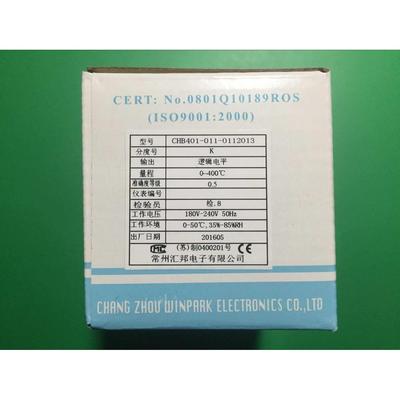 CERT: No.0801Q10189ROS
(ISO9001:2000)
型号 CHB401-011-0112013
分度号 K
输出 逻辑电平
量程 0~400℃
准确度等级 0.5
仪表编号
检验员 检.8
工作电压 180V-240V 50Hz
工作环境 0-50℃,35%-85%RH
出厂日期 201605
MC (苏)制0400201号
常州汇邦电子有限公司
CHANG ZHOU WINPARK ELECTRONICS CO.,LTD